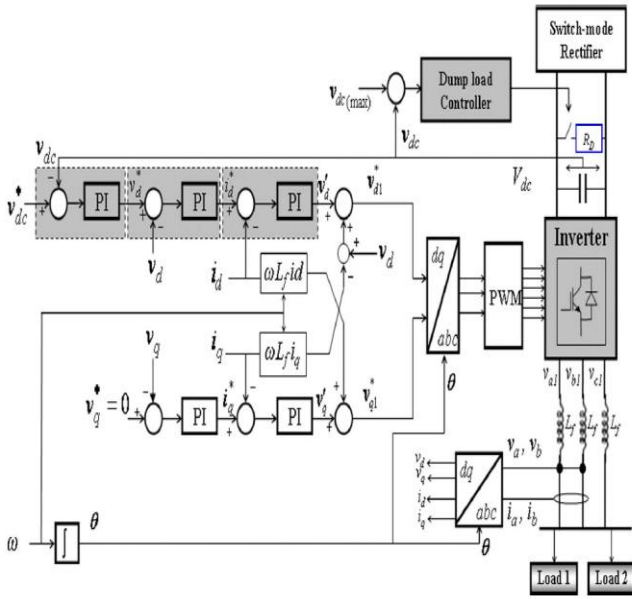 Switch-mode
Rectifier
v_dc(max)
Dump load
Controller
R_D
v_dc
v_dc
V_dc
v*_dc
PI
v*_d
PI
i*_d
PI
v'_d
v*_d1
v_d
v_d
i_d
ωL_f id
i_q
ωL_f i_q
v_q
v*_q = 0
PI
i*_q
PI
v'_q
v*_q1
dq
abc
θ
PWM
Inverter
v_a1 v_b1 v_c1
L_f L_f L_f
v_a, v_b
i_a, i_b
v_d
v_q
i_d
i_q
dq
abc
θ
ω
∫
θ
Load 1
Load 2